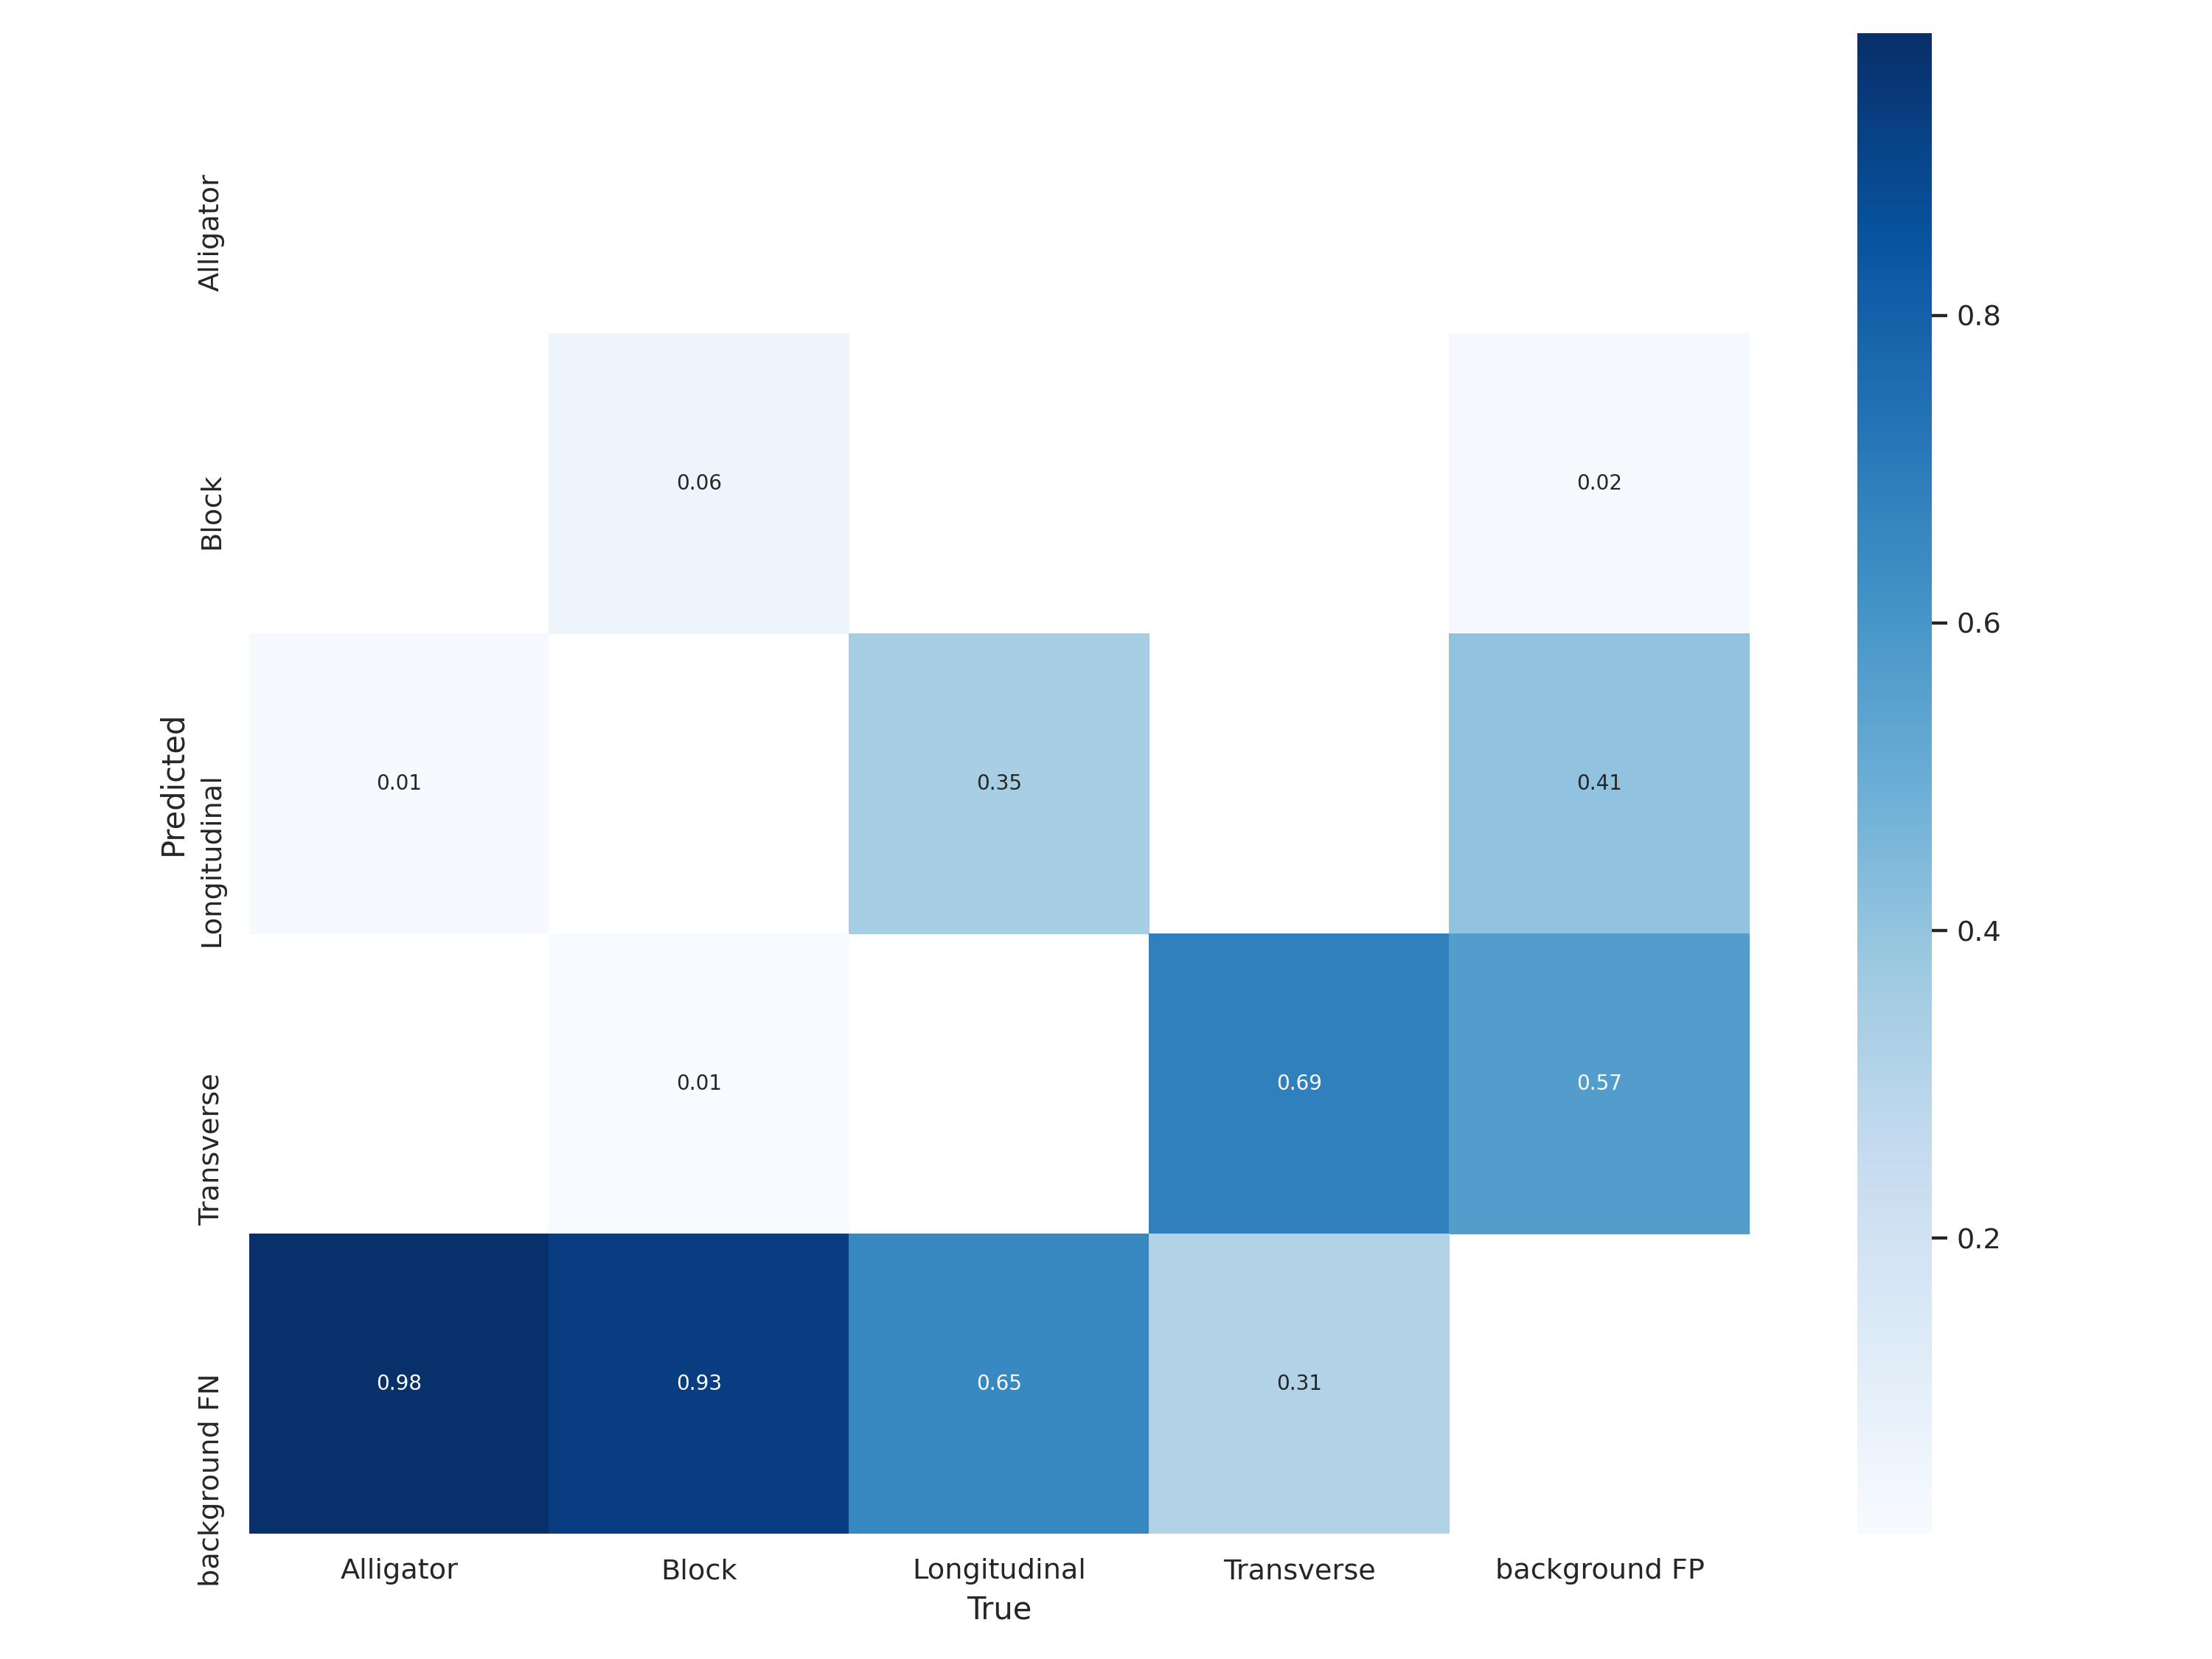 Predicted
Alligator
Block
Longitudinal
Transverse
background FN
0.06 0.02
0.01 0.35 0.41
0.01 0.69 0.57
0.98 0.93 0.65 0.31
Alligator Block Longitudinal Transverse background FP
True
0.8
0.6
0.4
0.2